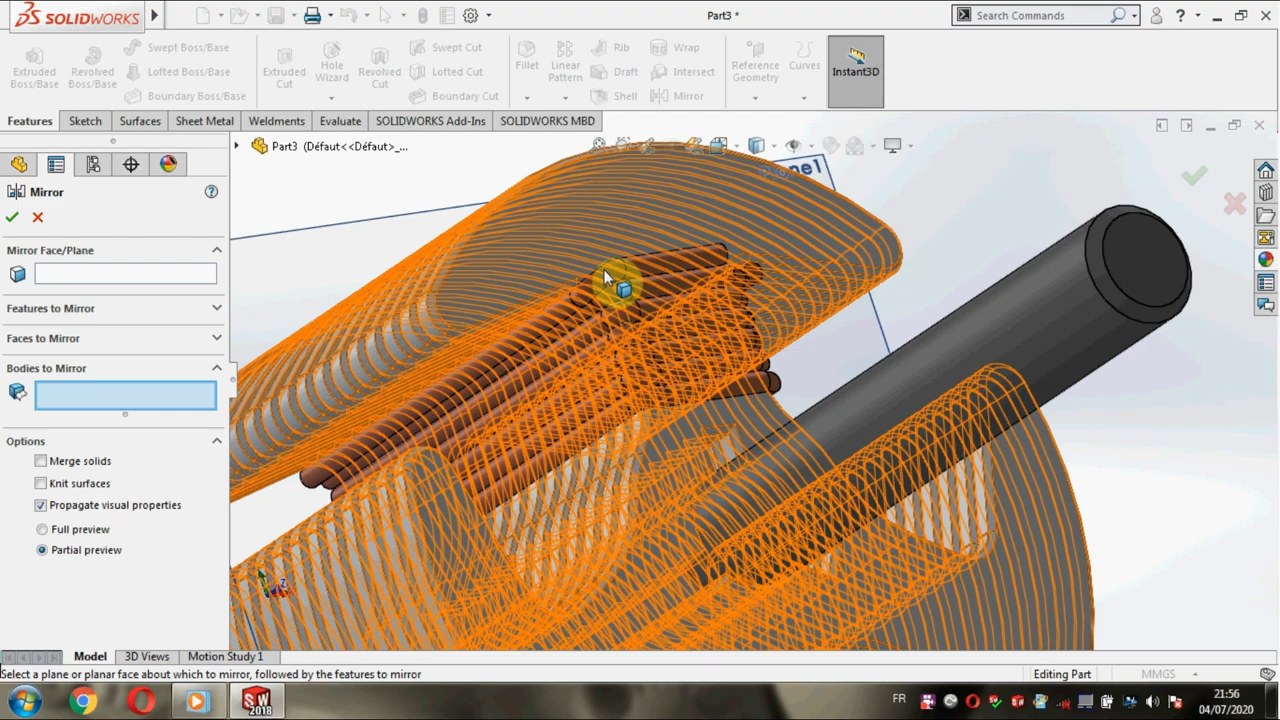 SOLIDWORKS
Part3 *
Search Commands
Extruded
Boss/Base
Revolved
Boss/Base
Swept Boss/Base
Lofted Boss/Base
Boundary Boss/Base
Extruded
Cut
Hole
Wizard
Revolved
Cut
Swept Cut
Lofted Cut
Boundary Cut
Fillet
Linear
Pattern
Rib
Draft
Shell
Wrap
Intersect
Mirror
Reference
Geometry
Curves
Instant3D
Features
Sketch
Surfaces
Sheet Metal
Weldments
Evaluate
SOLIDWORKS Add-Ins
SOLIDWORKS MBD
Part3 (Défaut<<Défaut>_...
Mirror
Mirror Face/Plane
Features to Mirror
Faces to Mirror
Bodies to Mirror
Options
Merge solids
Knit surfaces
Propagate visual properties
Full preview
Partial preview
Z
Model
3D Views
Motion Study 1
Select a plane or planar face about which to mirror, followed by the features to mirror
Editing Part
MMGS
SW
2018
FR
21:56
04/07/2020